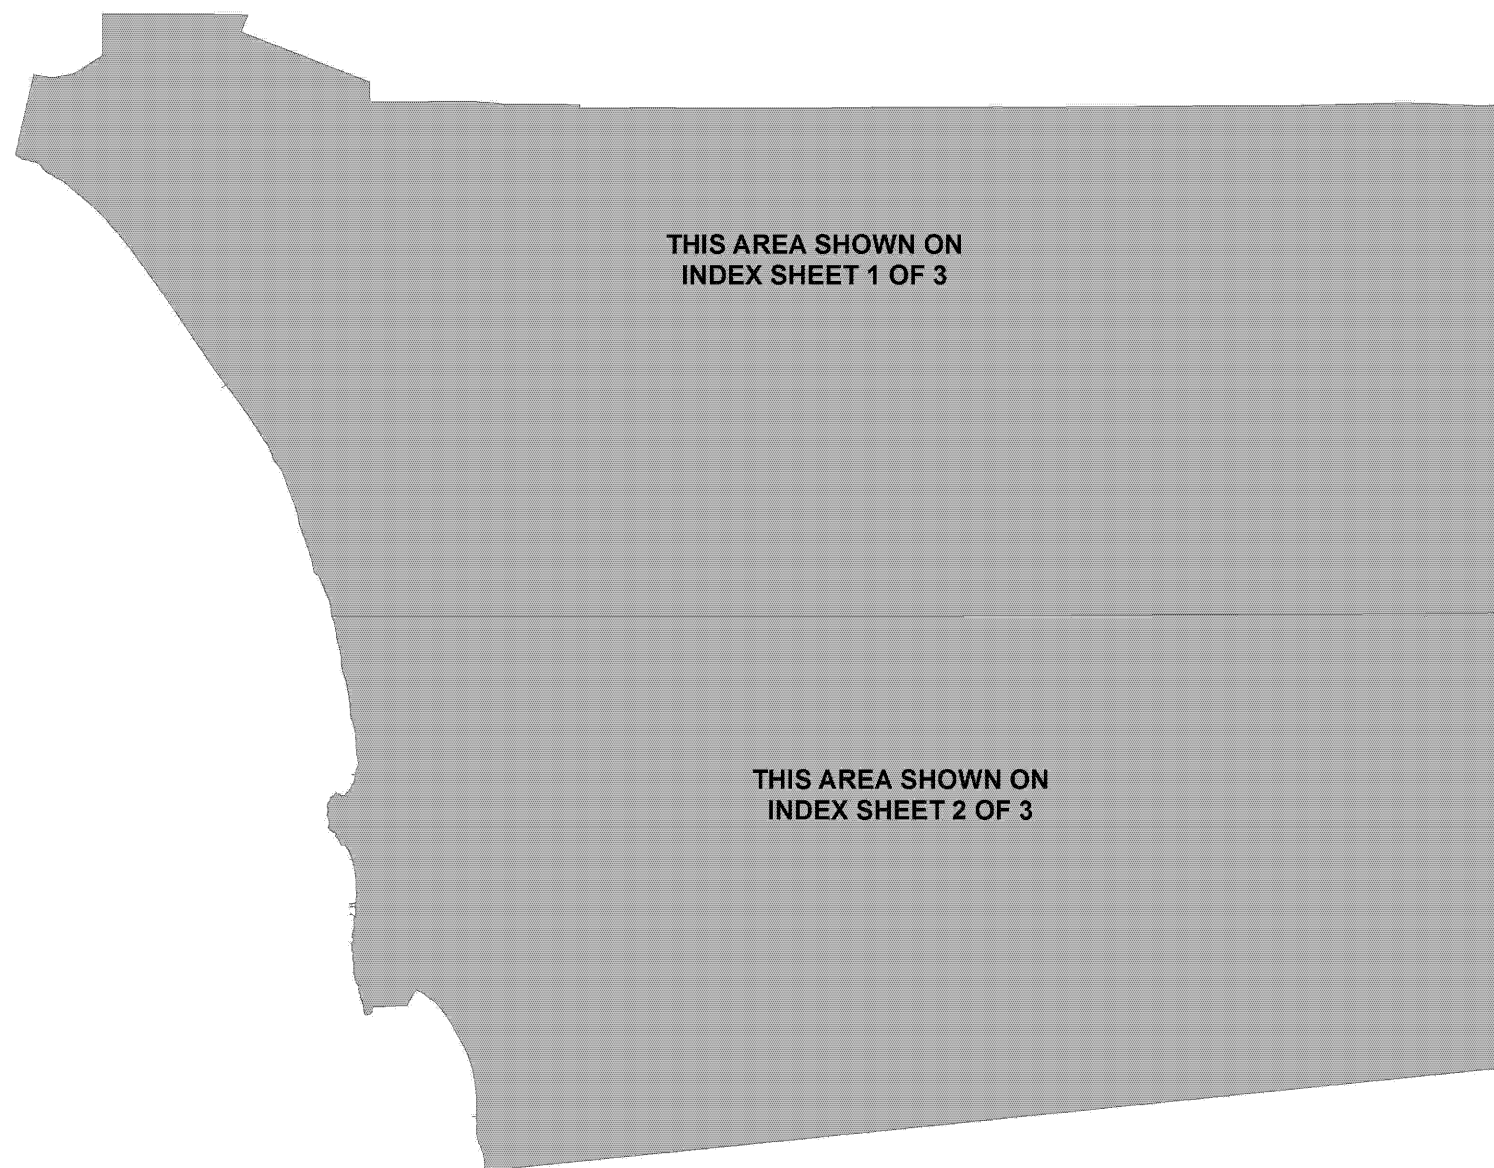 THIS AREA SHOWN ON
INDEX SHEET 1 OF 3
THIS AREA SHOWN ON
INDEX SHEET 2 OF 3